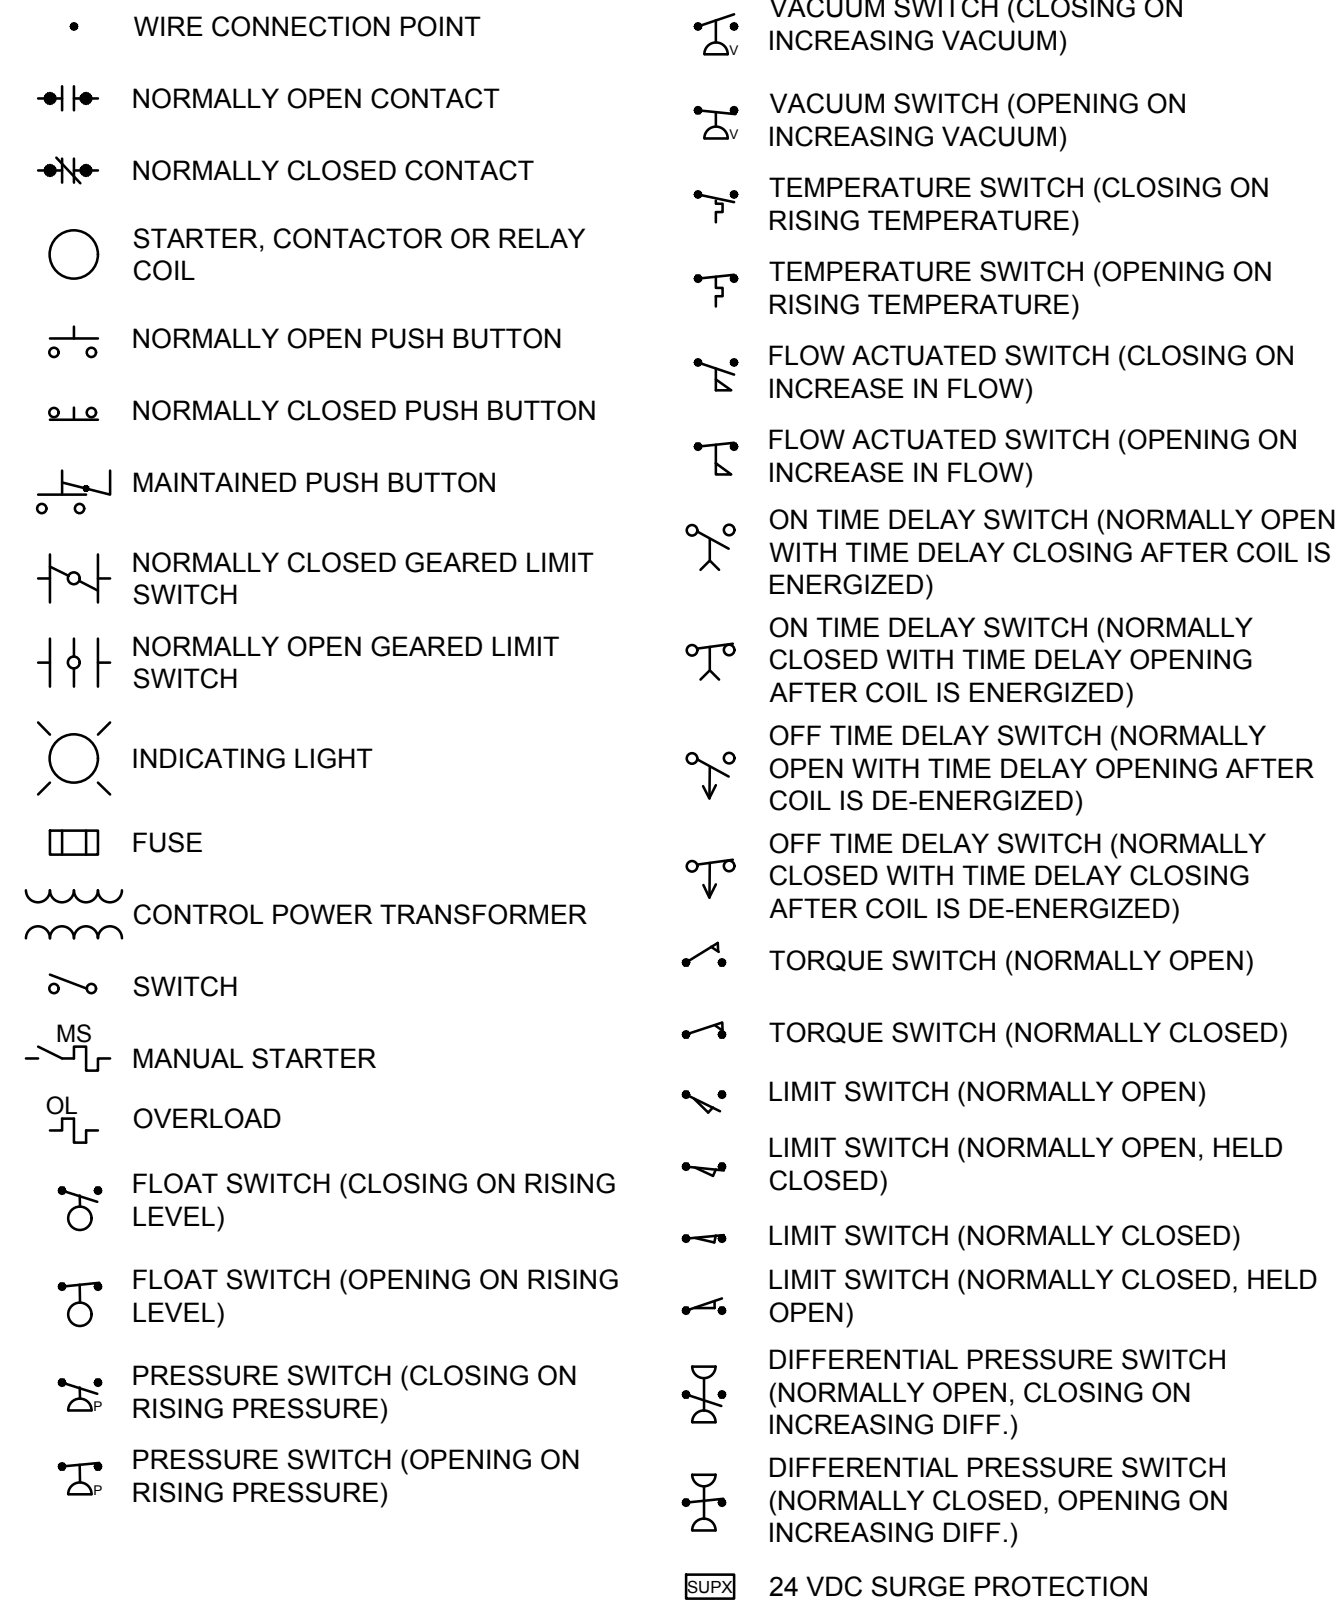 WIRE CONNECTION POINT
NORMALLY OPEN CONTACT
NORMALLY CLOSED CONTACT
STARTER, CONTACTOR OR RELAY
COIL
NORMALLY OPEN PUSH BUTTON
NORMALLY CLOSED PUSH BUTTON
MAINTAINED PUSH BUTTON
NORMALLY CLOSED GEARED LIMIT
SWITCH
NORMALLY OPEN GEARED LIMIT
SWITCH
INDICATING LIGHT
FUSE
CONTROL POWER TRANSFORMER
SWITCH
MS
MANUAL STARTER
OL
OVERLOAD
FLOAT SWITCH (CLOSING ON RISING
LEVEL)
FLOAT SWITCH (OPENING ON RISING
LEVEL)
PRESSURE SWITCH (CLOSING ON
P
RISING PRESSURE)
PRESSURE SWITCH (OPENING ON
P
RISING PRESSURE)
VACUUM SWITCH (CLOSING ON
V
INCREASING VACUUM)
VACUUM SWITCH (OPENING ON
V
INCREASING VACUUM)
TEMPERATURE SWITCH (CLOSING ON
RISING TEMPERATURE)
TEMPERATURE SWITCH (OPENING ON
RISING TEMPERATURE)
FLOW ACTUATED SWITCH (CLOSING ON
INCREASE IN FLOW)
FLOW ACTUATED SWITCH (OPENING ON
INCREASE IN FLOW)
ON TIME DELAY SWITCH (NORMALLY OPEN
WITH TIME DELAY CLOSING AFTER COIL IS
ENERGIZED)
ON TIME DELAY SWITCH (NORMALLY
CLOSED WITH TIME DELAY OPENING
AFTER COIL IS ENERGIZED)
OFF TIME DELAY SWITCH (NORMALLY
OPEN WITH TIME DELAY OPENING AFTER
COIL IS DE-ENERGIZED)
OFF TIME DELAY SWITCH (NORMALLY
CLOSED WITH TIME DELAY CLOSING
AFTER COIL IS DE-ENERGIZED)
TORQUE SWITCH (NORMALLY OPEN)
TORQUE SWITCH (NORMALLY CLOSED)
LIMIT SWITCH (NORMALLY OPEN)
LIMIT SWITCH (NORMALLY OPEN, HELD
CLOSED)
LIMIT SWITCH (NORMALLY CLOSED)
LIMIT SWITCH (NORMALLY CLOSED, HELD
OPEN)
DIFFERENTIAL PRESSURE SWITCH
(NORMALLY OPEN, CLOSING ON
INCREASING DIFF.)
DIFFERENTIAL PRESSURE SWITCH
(NORMALLY CLOSED, OPENING ON
INCREASING DIFF.)
SUPX 24 VDC SURGE PROTECTION